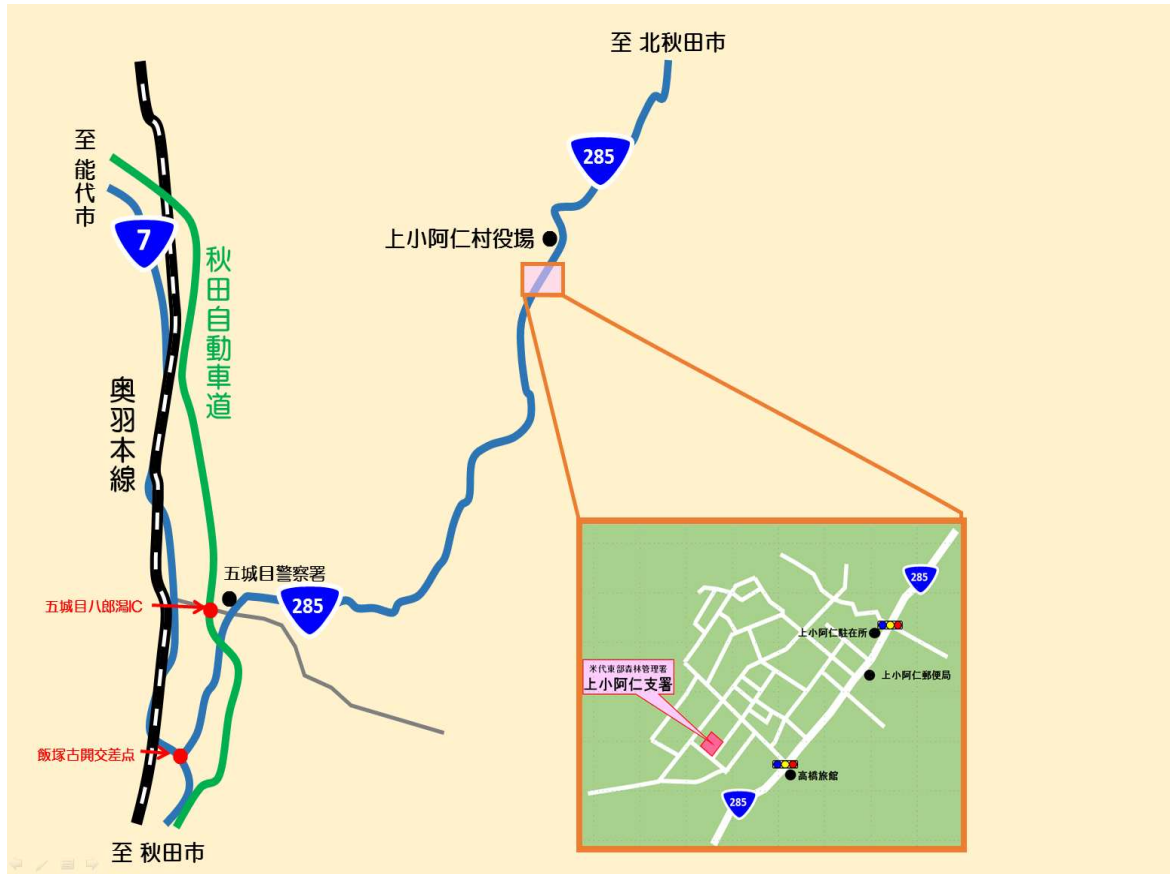 至 北秋田市
285
至 能代市
7
上小阿仁村役場
秋田自動車道
奥羽本線
五城目警察署
285
五城目八郎潟IC
飯塚古開交差点
至 秋田市
285
上小阿仁駐在所
米代東部森林管理署
上小阿仁支署
上小阿仁郵便局
高橋旅館
285